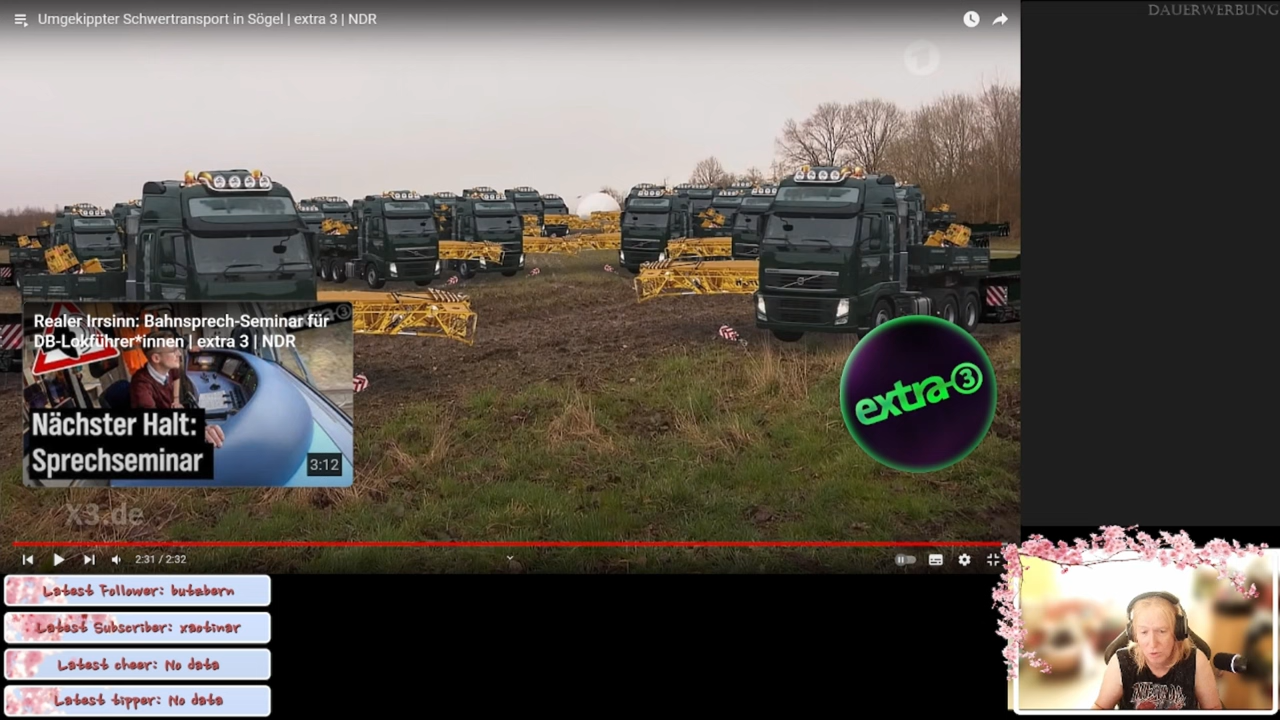 Umgekippter Schwertransport in Sögel | extra 3 | NDR
DAUERWERBUNG
Realer Irrsinn: Bahnsprech-Seminar für
DB-Lokführer*innen | extra 3 | NDR
Nächster Halt:
Sprechseminar
3:12
extra 3
X3.de
2:31 / 2:32
Latest Follower: butabern
Latest Subscriber: xaotinar
Latest cheer: No data
Latest tipper: No data